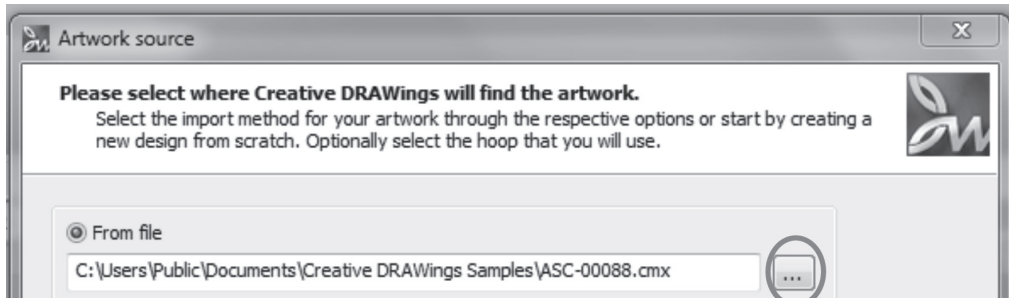 Artwork source
Please select where Creative DRAWings will find the artwork.
Select the import method for your artwork through the respective options or start by creating a
new design from scratch. Optionally select the hoop that you will use.
From file
C:\Users\Public\Documents\Creative DRAWings Samples\ASC-00088.cmx
...